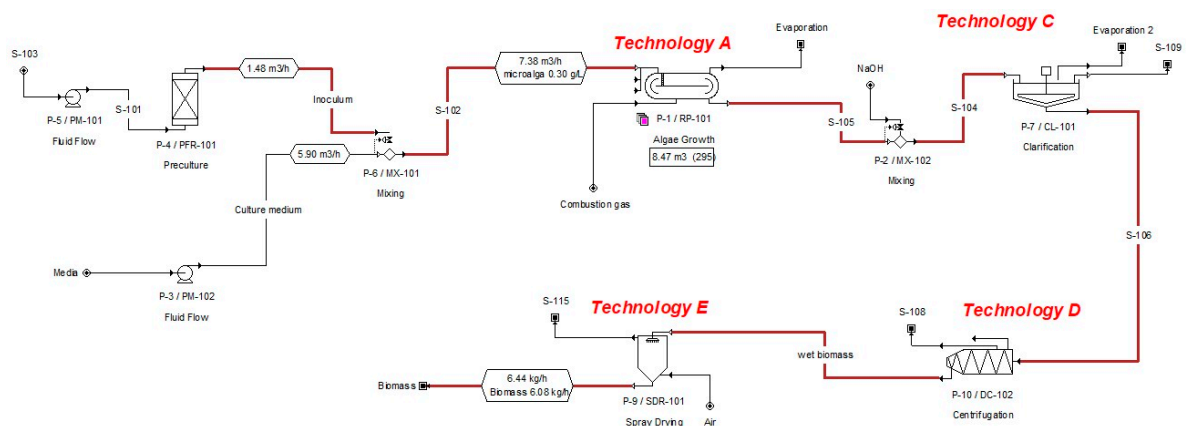 S-103
P-5 / PM-101
Fluid Flow
S-101
P-4 / PFR-101
Preculture
1.48 m3/h
Inoculum
5.90 m3/h
P-6 / MX-101
Mixing
Culture medium
Media
P-3 / PM-102
Fluid Flow
S-102
7.38 m3/h
microalga 0.30 g/L
Technology A
Evaporation
P-1 / RP-101
Algae Growth
8.47 m3 (295)
Combustion gas
S-105
NaOH
P-2 / MX-102
Mixing
S-104
Technology C
Evaporation 2
S-109
P-7 / CL-101
Clarification
S-106
Technology D
S-108
P-10 / DC-102
Centrifugation
wet biomass
Technology E
S-115
P-9 / SDR-101
Spray Drying
Air
6.44 kg/h
Biomass 6.08 kg/h
Biomass